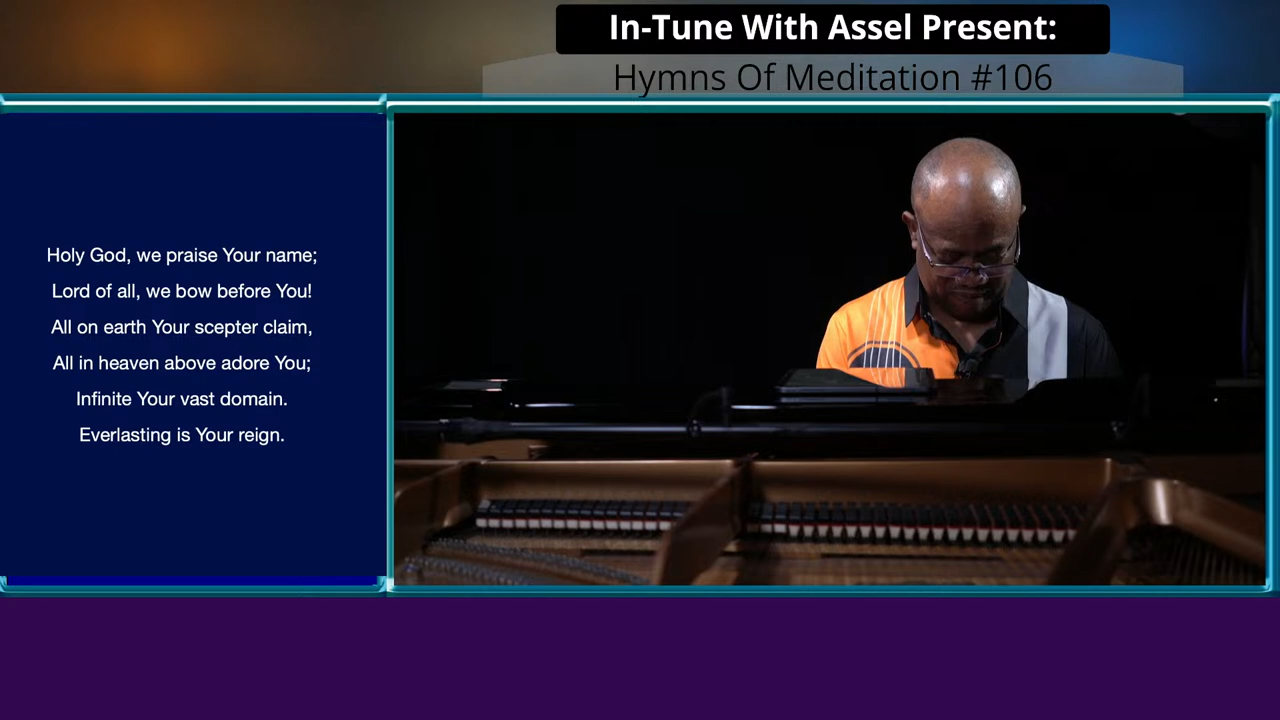 In-Tune With Assel Present:
Hymns Of Meditation #106
Holy God, we praise Your name;
Lord of all, we bow before You!
All on earth Your scepter claim,
All in heaven above adore You;
Infinite Your vast domain.
Everlasting is Your reign.